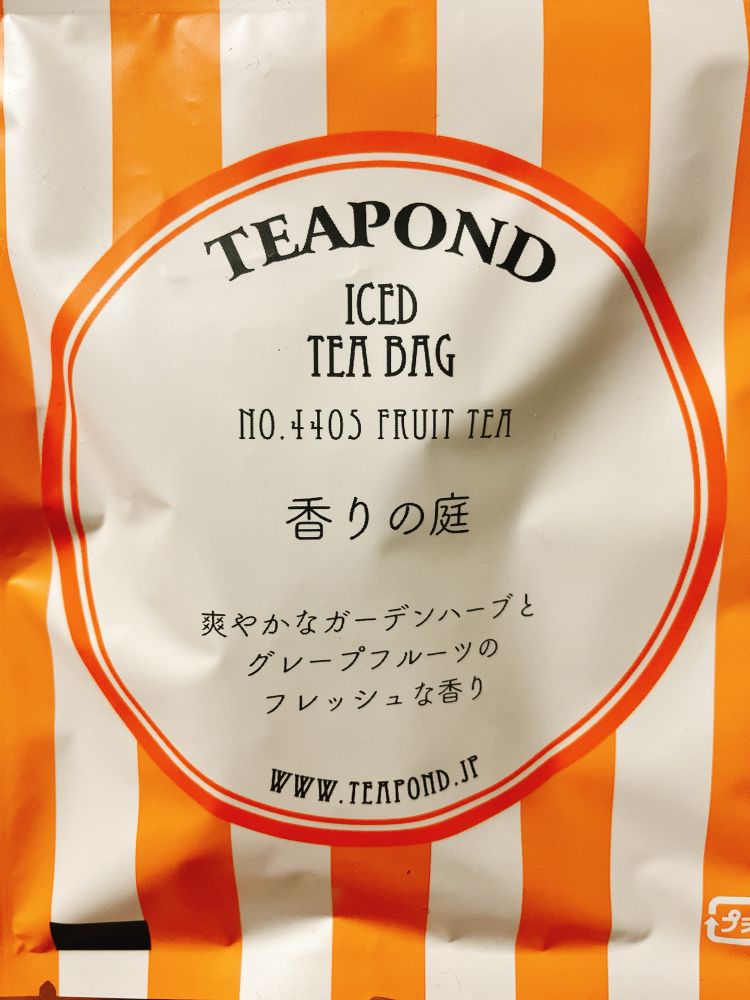 TEAPOND
ICED
TEA BAG
NO.4405 FRUIT TEA
香りの庭
爽やかなガーデンハーブと
グレープフルーツの
フレッシュな香り
WWW.TEAPOND.JP
プラ